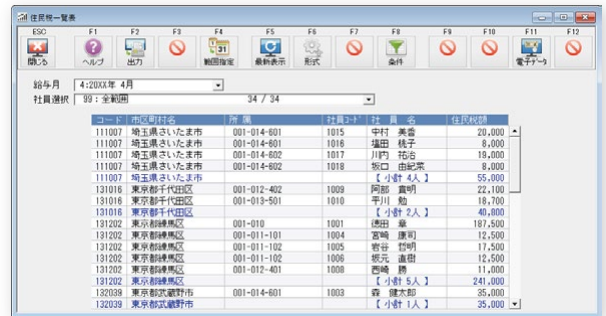 住民税一覧表
ESC F1 F2 F3 F4 F5 F6 F7 F8 F9 F10 F11 F12
閉じる ヘルプ 出力 範囲指定 最新表示 形式 条件 電子データ
給与月 4:20XX年 4月
社員選択 99:全範囲 34 / 34
コード 市区町村名 所属 社員コード 社員名 住民税額
111007 埼玉県さいたま市 001-014-601 1015 中村 美香 20,000
111007 埼玉県さいたま市 001-014-601 1016 塩田 桃子 8,000
111007 埼玉県さいたま市 001-014-602 1017 川内 祐治 19,000
111007 埼玉県さいたま市 001-014-602 1018 坂口 由紀菜 8,000
111007 埼玉県さいたま市 【 小計 4人 】 55,000
131016 東京都千代田区 001-012-402 1009 阿部 直明 22,100
131016 東京都千代田区 001-013-501 1010 平川 勉 18,700
131016 東京都千代田区 【 小計 2人 】 40,800
131202 東京都練馬区 001-010 1001 徳田 章 187,500
131202 東京都練馬区 001-011-101 1004 宮崎 康司 12,500
131202 東京都練馬区 001-011-102 1005 岩谷 哲明 17,500
131202 東京都練馬区 001-011-102 1006 坂元 直樹 12,500
131202 東京都練馬区 001-012-401 1008 西崎 勝 11,000
131202 東京都練馬区 【 小計 5人 】 241,000
132039 東京都武蔵野市 001-014-601 1003 森 健太郎 35,000
132039 東京都武蔵野市 【 小計 1人 】 35,000